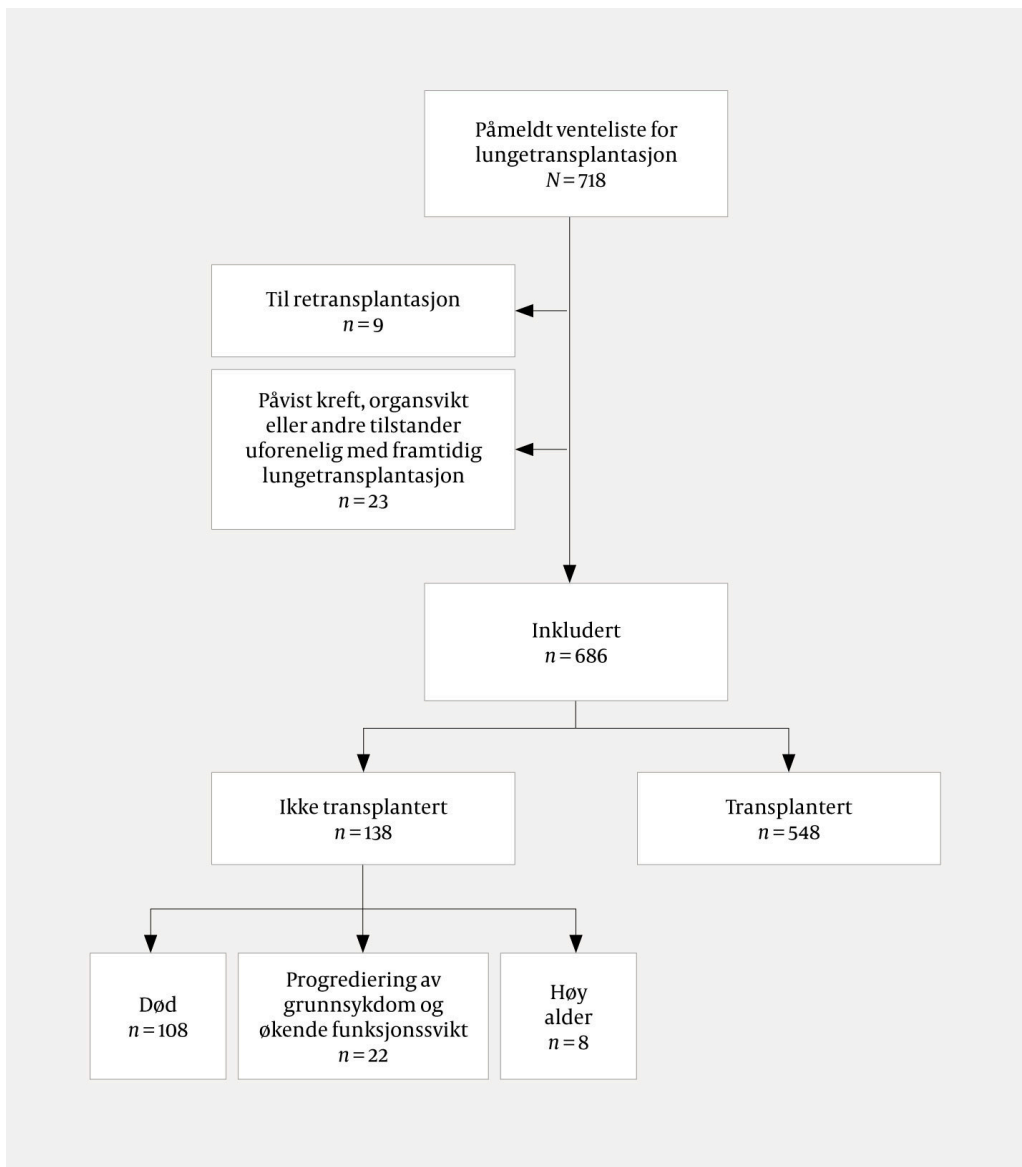 Påmeldt venteliste for
lungetransplantasjon
N = 718
Til retransplantasjon
n = 9
Påvist kreft, organsvikt
eller andre tilstander
uforenelig med framtidig
lungetransplantasjon
n = 23
Inkludert
n = 686
Ikke transplantert
n = 138
Transplantert
n = 548
Død
n = 108
Progrediering av
grunnsykdom og
økende funksjonssvikt
n = 22
Høy
alder
n = 8